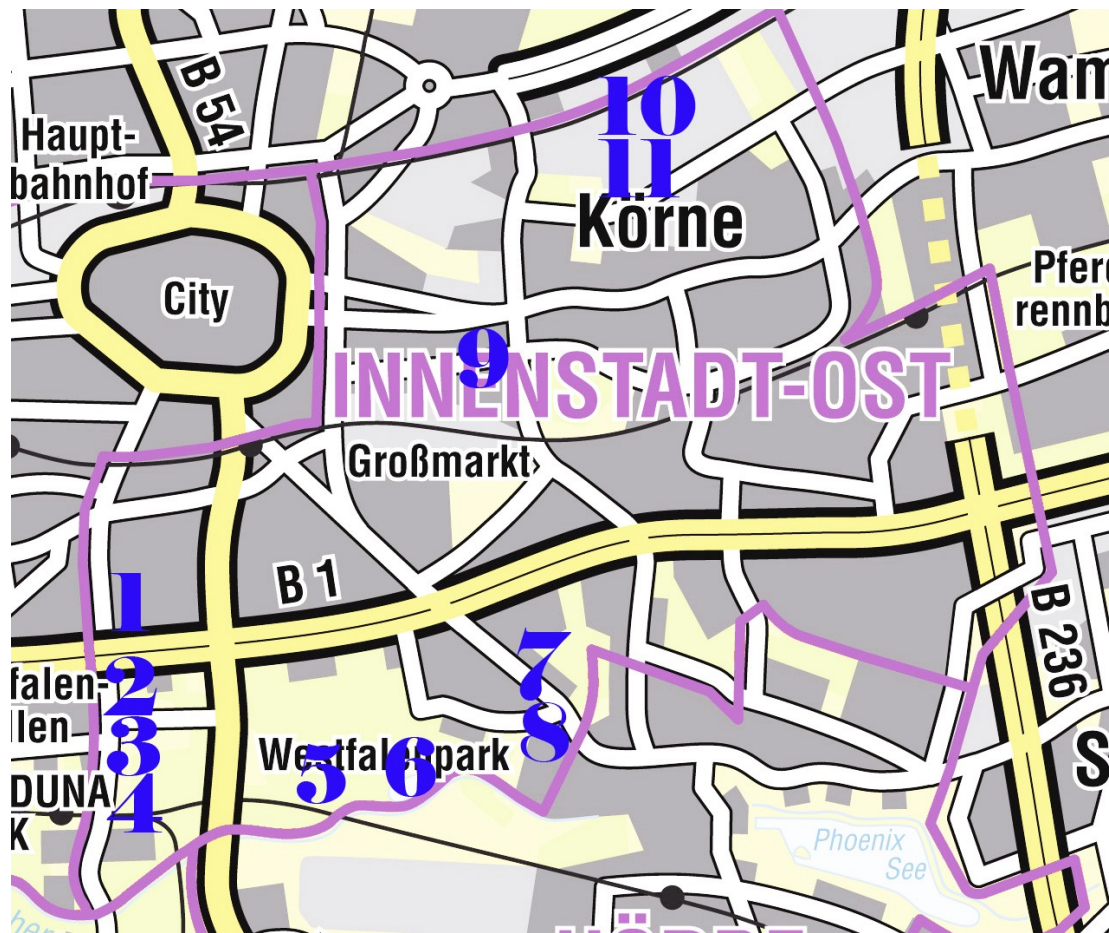 B 54
Wam
Haupt-
bahnhof
10
11
Körne
City
Pferd
rennb
9
INNENSTADT-OST
Großmarkt
B 1
1
B 236
falen-
llen
2
7
3
8
Westfalenpark
5
6
S
DUNA
K
4
Phoenix
See
HÖRDE